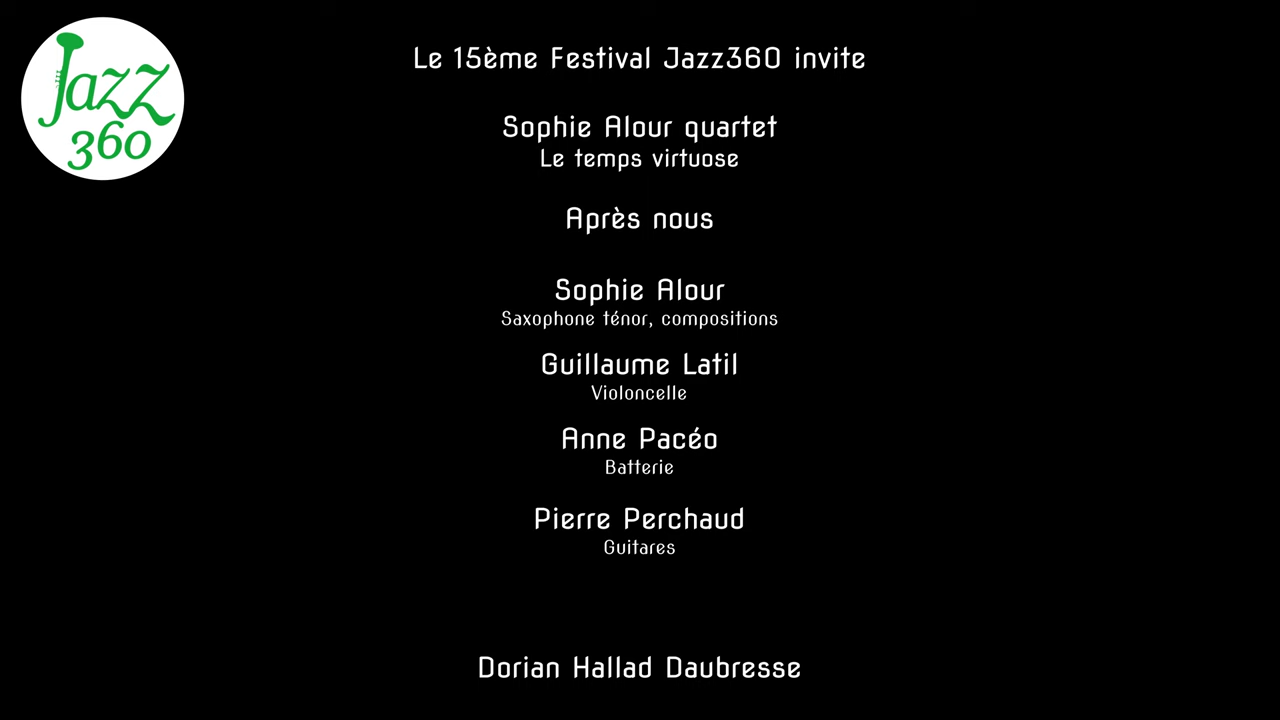 Jazz
360
Le 15ème Festival Jazz360 invite
Sophie Alour quartet
Le temps virtuose
Après nous
Sophie Alour
Saxophone ténor, compositions
Guillaume Latil
Violoncelle
Anne Pacéo
Batterie
Pierre Perchaud
Guitares
Dorian Hallad Daubresse